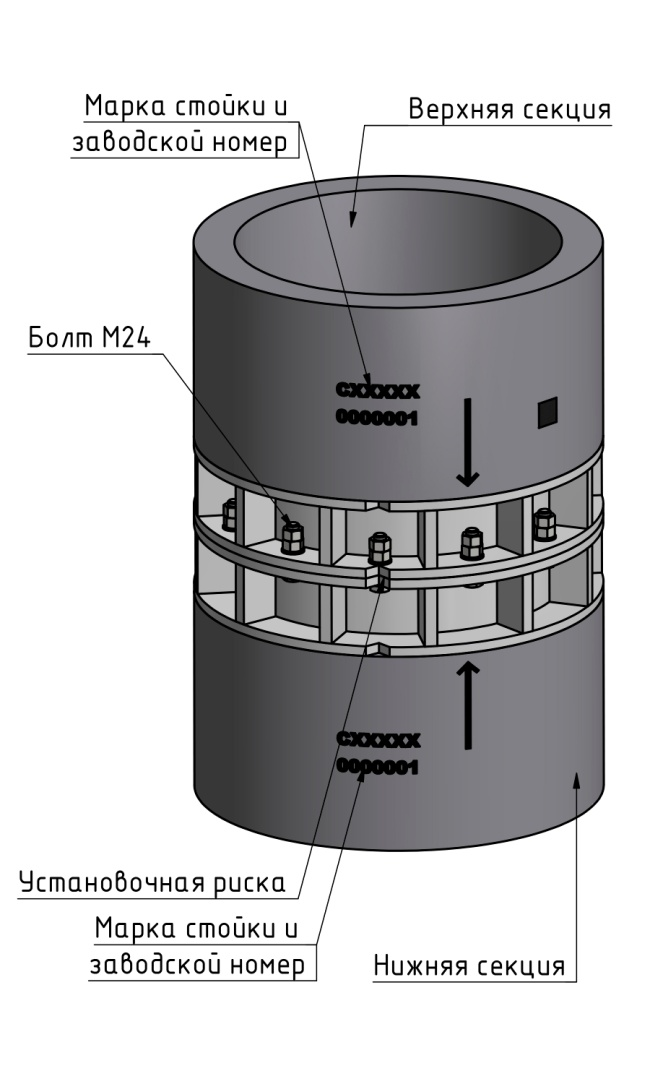 Марка стойки и
заводской номер
Верхняя секция
Болт М24
СХХХХХ
0000001
СХХХХХ
0000001
Установочная риска
Марка стойки и
заводской номер
Нижняя секция